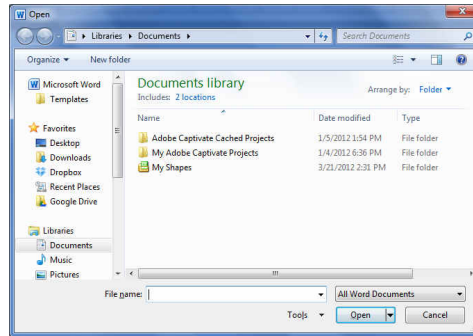 Open
Libraries ▸ Documents ▸
Search Documents
Organize ▾ New folder
Microsoft Word
Templates
Favorites
Desktop
Downloads
Dropbox
Recent Places
Google Drive
Libraries
Documents
Music
Pictures
Documents library
Includes: 2 locations
Arrange by: Folder ▾
Name Date modified Type
Adobe Captivate Cached Projects 1/5/2012 1:54 PM File folder
My Adobe Captivate Projects 1/4/2012 6:36 PM File folder
My Shapes 3/21/2012 2:31 PM File folder
File name:
All Word Documents
Tools ▾ Open Cancel